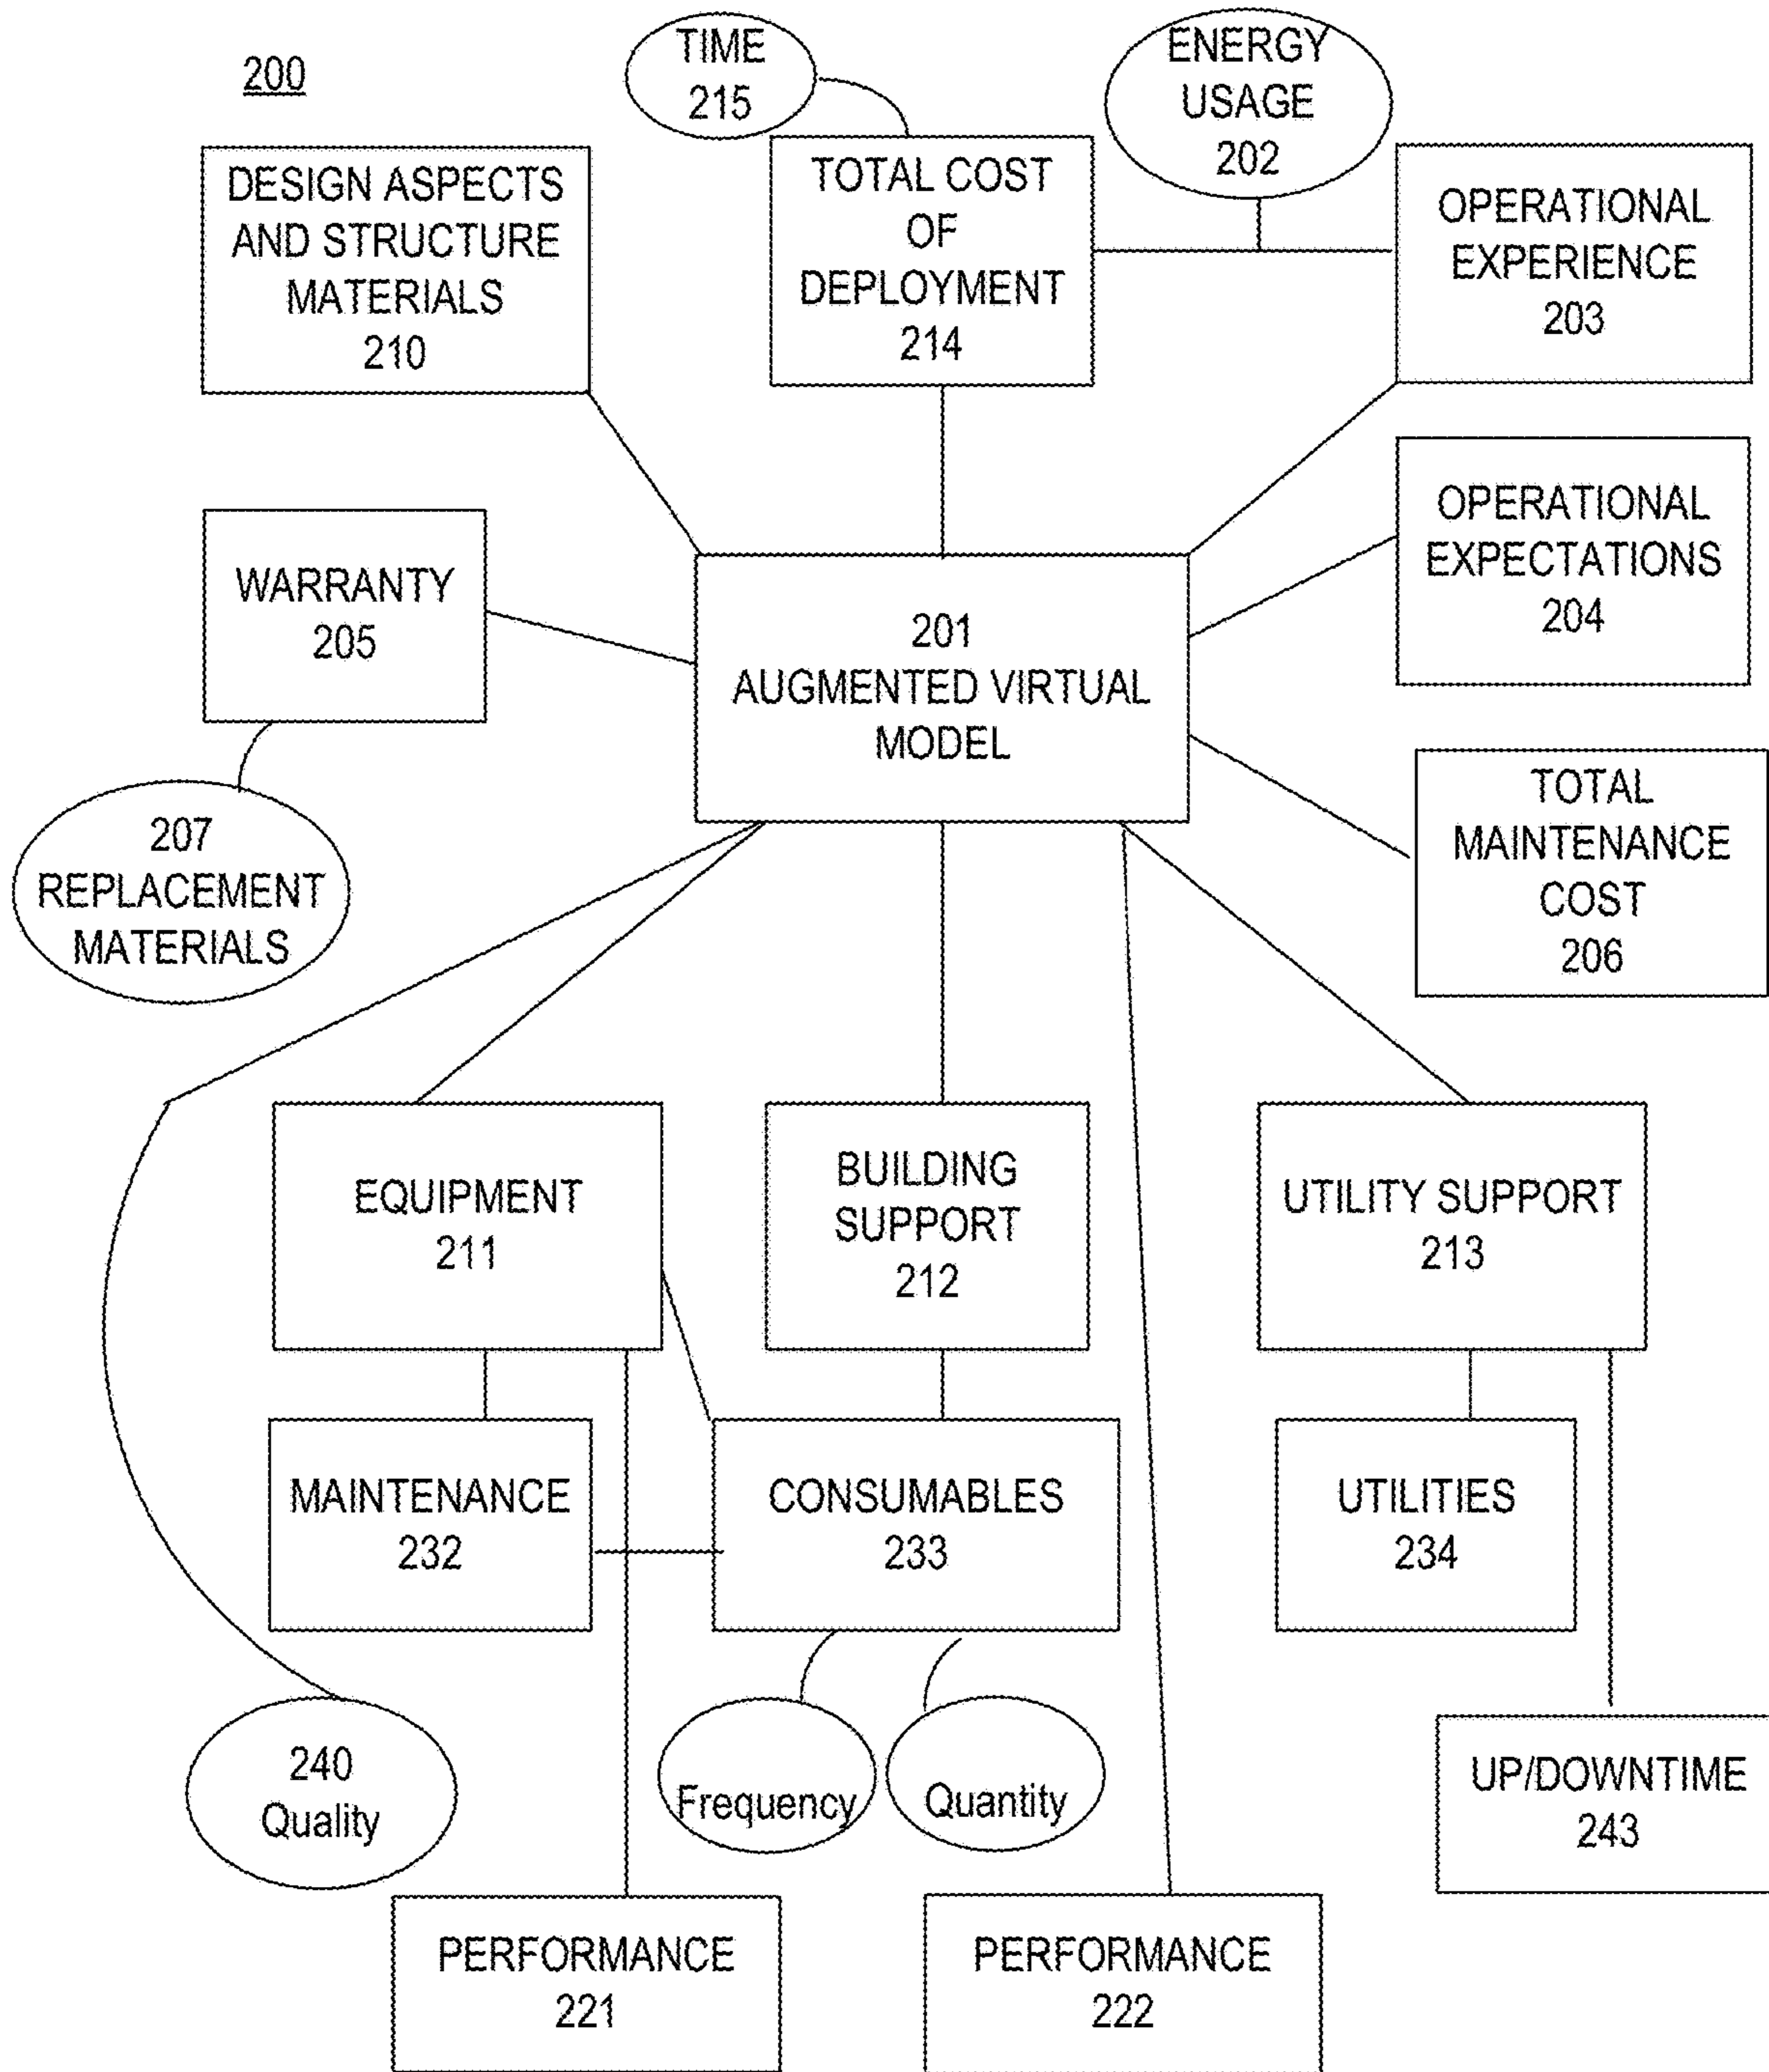 200
TIME
215
ENERGY
USAGE
202
DESIGN ASPECTS
AND STRUCTURE
MATERIALS
210
TOTAL COST
OF
DEPLOYMENT
214
OPERATIONAL
EXPERIENCE
203
WARRANTY
205
201
AUGMENTED VIRTUAL
MODEL
OPERATIONAL
EXPECTATIONS
204
207
REPLACEMENT
MATERIALS
TOTAL
MAINTENANCE
COST
206
EQUIPMENT
211
BUILDING
SUPPORT
212
UTILITY SUPPORT
213
MAINTENANCE
232
CONSUMABLES
233
UTILITIES
234
240
Quality
Frequency
Quantity
UP/DOWNTIME
243
PERFORMANCE
221
PERFORMANCE
222